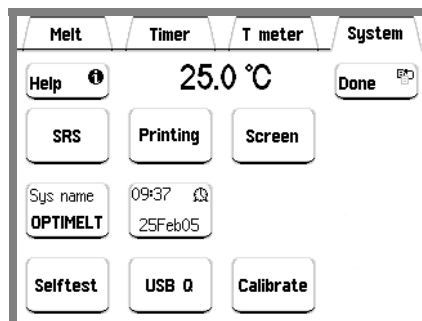 Melt Timer T meter System
Help 25.0 °C Done
SRS Printing Screen
Sys name 09:37
OPTIMELT 25Feb05
Selftest USB Q Calibrate